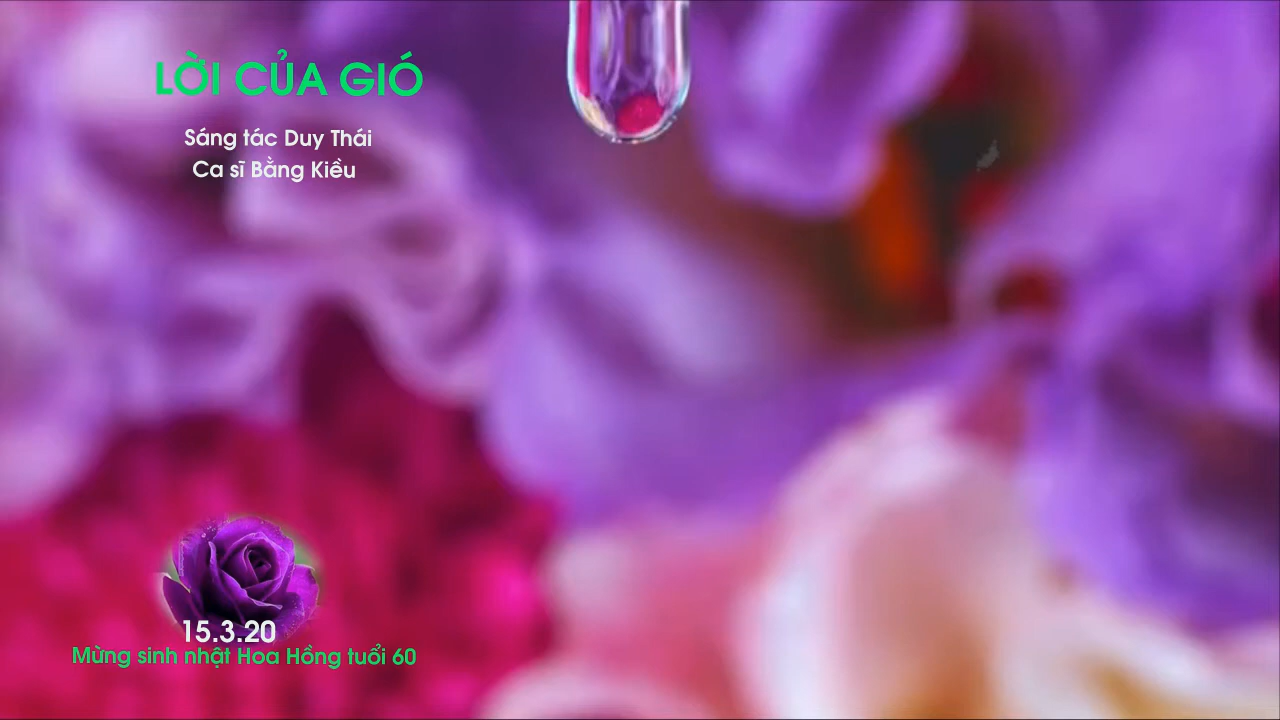 LỜI CỦA GIÓ
Sáng tác Duy Thái
Ca sĩ Bằng Kiều
15.3.20
Mừng sinh nhật Hoa Hồng tuổi 60